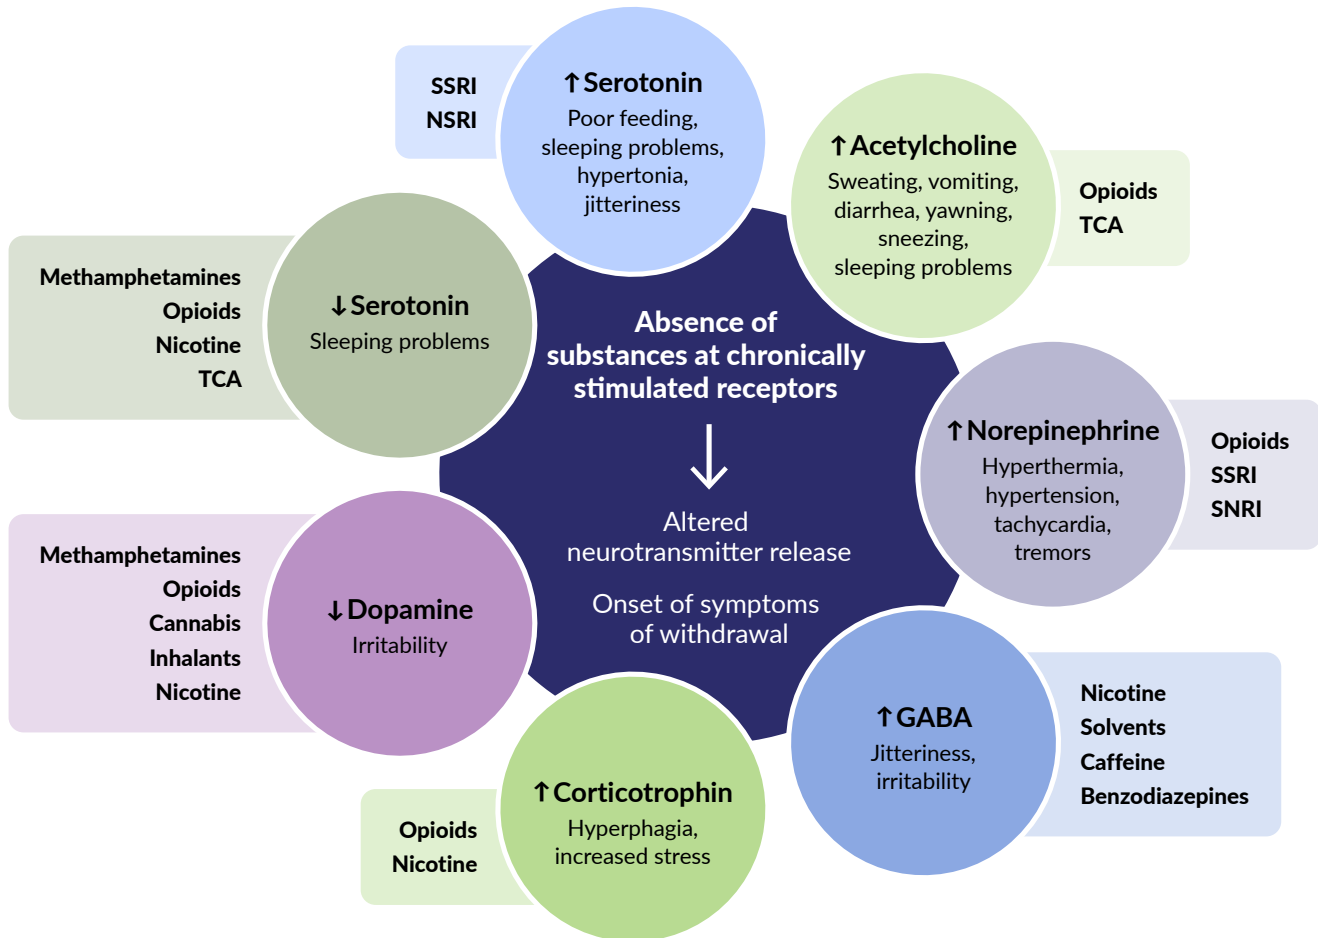 SSRI
NSRI
↑Serotonin
Poor feeding,
sleeping problems,
hypertonia,
jitteriness
↑Acetylcholine
Sweating, vomiting,
diarrhea, yawning,
sneezing,
sleeping problems
Opioids
TCA
Methamphetamines
Opioids
Nicotine
TCA
↓Serotonin
Sleeping problems
Absence of
substances at chronically
stimulated receptors
Altered
neurotransmitter release
Onset of symptoms
of withdrawal
↑Norepinephrine
Hyperthermia,
hypertension,
tachycardia,
tremors
Opioids
SSRI
SNRI
Methamphetamines
Opioids
Cannabis
Inhalants
Nicotine
↓Dopamine
Irritability
↑GABA
Jitteriness,
irritability
Nicotine
Solvents
Caffeine
Benzodiazepines
Opioids
Nicotine
↑Corticotrophin
Hyperphagia,
increased stress